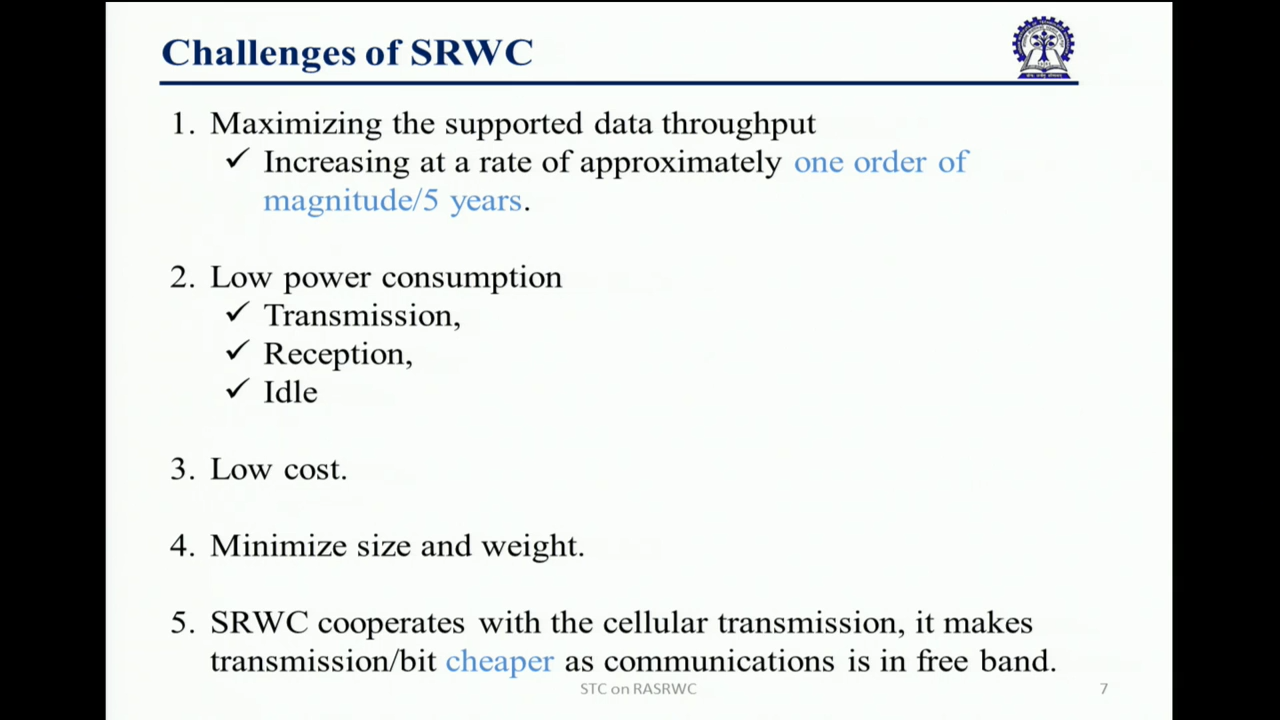 Challenges of SRWC
1. Maximizing the supported data throughput
✓ Increasing at a rate of approximately one order of
magnitude/5 years.
2. Low power consumption
✓ Transmission,
✓ Reception,
✓ Idle
3. Low cost.
4. Minimize size and weight.
5. SRWC cooperates with the cellular transmission, it makes
transmission/bit cheaper as communications is in free band.
STC on RASRWC
7